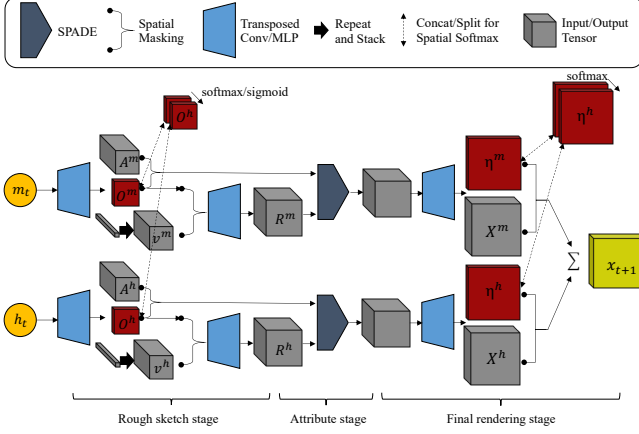 SPADE
Spatial
Masking
Transposed
Conv/MLP
Repeat
and Stack
Concat/Split for
Spatial Softmax
Input/Output
Tensor
softmax/sigmoid
O^h
softmax
η^h
m_t
A^m
O^m
v^m
R^m
η^m
X^m
Σ
x_{t+1}
h_t
A^h
O^h
v^h
R^h
η^h
X^h
Rough sketch stage
Attribute stage
Final rendering stage